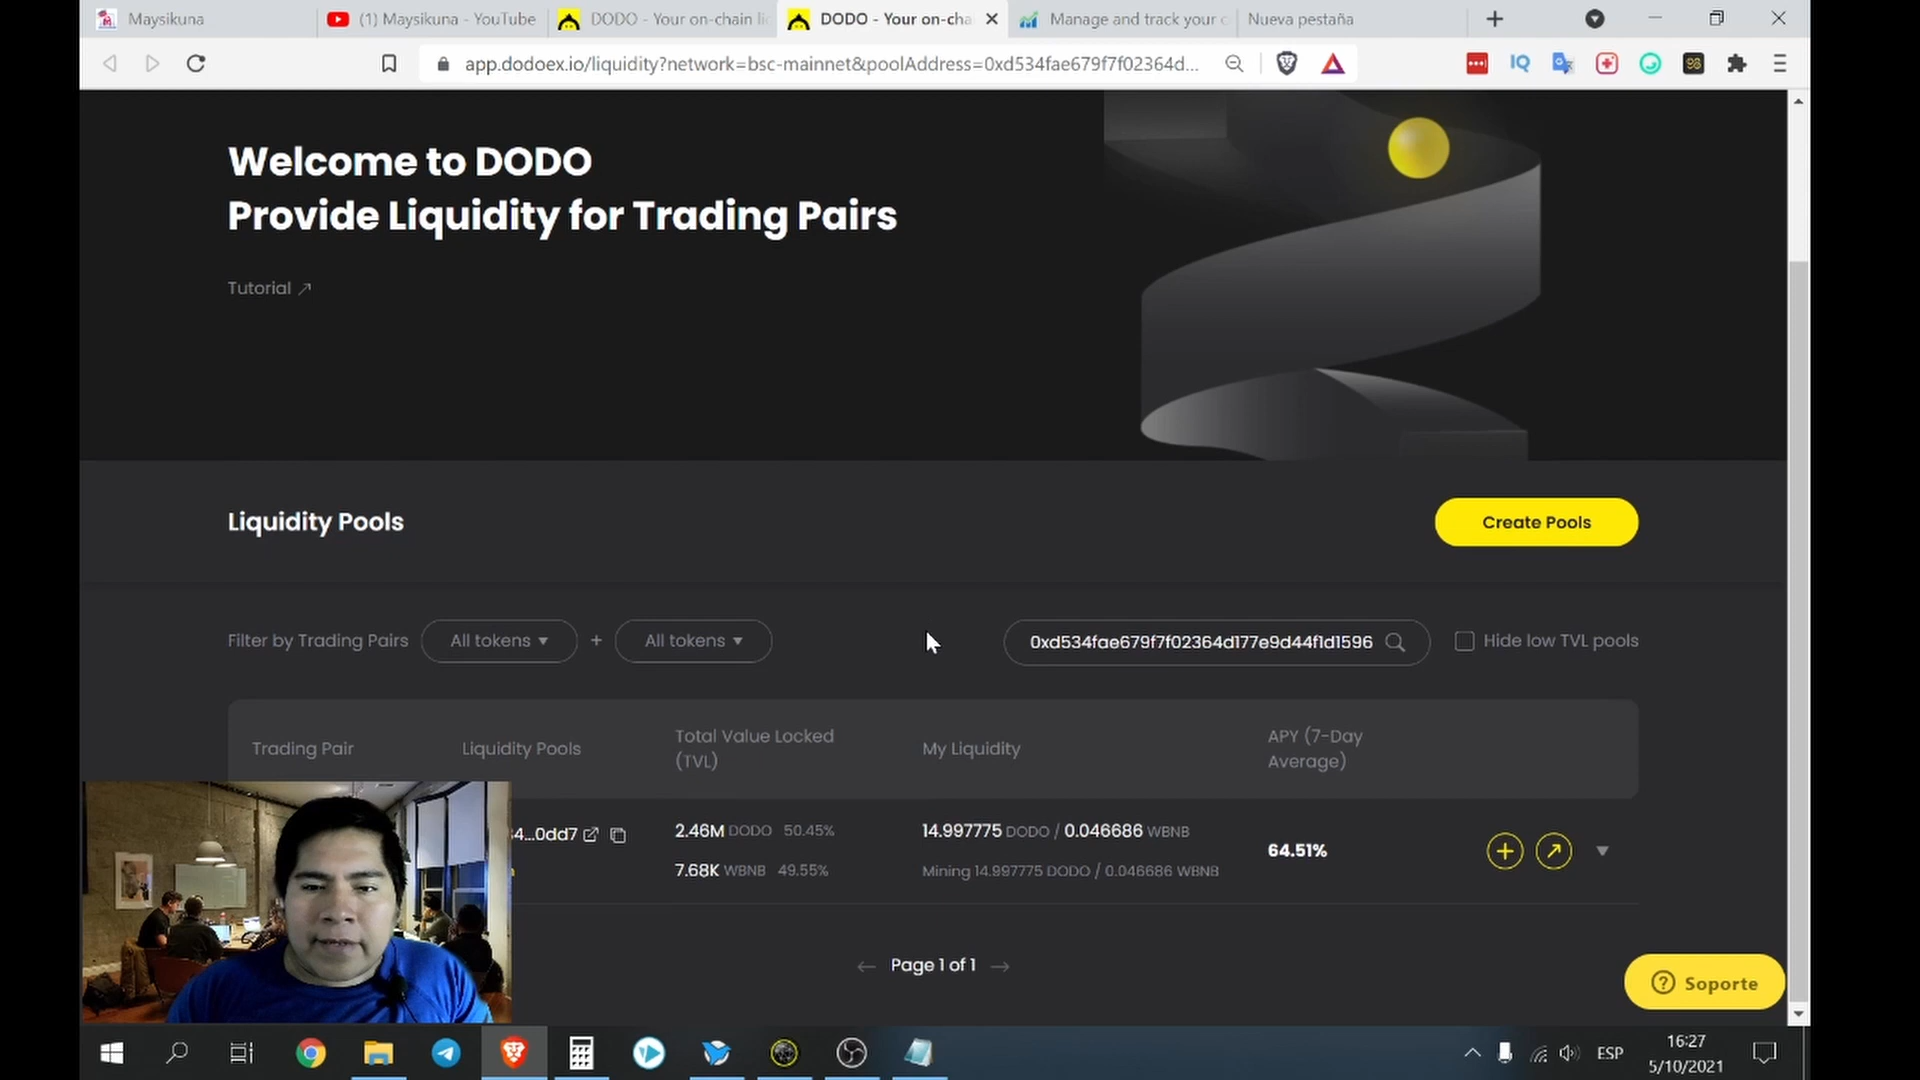 Maysikuna
(1) Maysikuna - YouTube
DODO - Your on-chain li
DODO - Your on-cha
Manage and track your c
Nueva pestaña
app.dodoex.io/liquidity?network=bsc-mainnet&poolAddress=0xd534fae679f7f02364d...
IQ
Welcome to DODO
Provide Liquidity for Trading Pairs
Tutorial ↗
Liquidity Pools
Create Pools
Filter by Trading Pairs
All tokens
+
All tokens
0xd534fae679f7f02364d177e9d44f1d1596
Hide low TVL pools
Trading Pair
Liquidity Pools
Total Value Locked
(TVL)
My Liquidity
APY (7-Day
Average)
34...0dd7
2.46M DODO 50.45%
7.68K WBNB 49.55%
14.997775 DODO / 0.046686 WBNB
Mining 14.997775 DODO / 0.046686 WBNB
64.51%
← Page 1 of 1 →
Soporte
ESP
16:27
5/10/2021